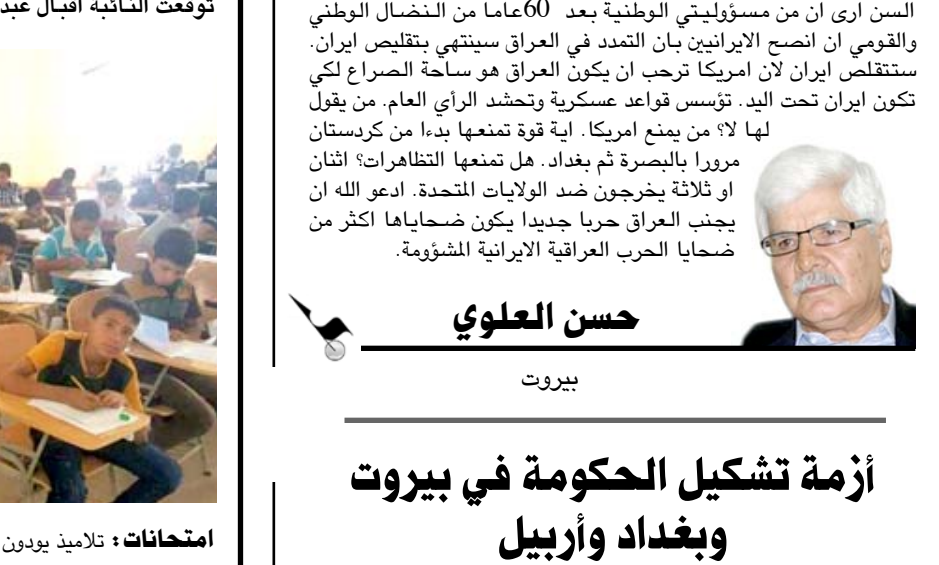 السن ارى ان من مسؤوليتي الوطنية بعد 60عاما من النضال الوطني
والقومي ان انصح الايرانيين بان التمدد في العراق سينتهي بتقليص ايران.
ستتقلص ايران لان امريكا ترحب ان يكون العراق هو ساحة الصراع لكي
تكون ايران تحت اليد. تؤسس قواعد عسكرية وتحشد الرأي العام. من يقول
لها لا؟ من يمنع امريكا. اية قوة تمنعها بدءا من كردستان
مرورا بالبصرة ثم بغداد. هل تمنعها التظاهرات؟ اثنان
او ثلاثة يخرجون ضد الولايات المتحدة. ادعو الله ان
يجنب العراق حربا جديدا يكون ضحاياها اكثر من
ضحايا الحرب العراقية الايرانية المشؤومة.
حسن العلوي
بيروت
أزمة تشكيل الحكومة في بيروت
وبغداد وأربيل
توقعت النائبة اقبال عبد
امتحانات: تلاميذ يودون